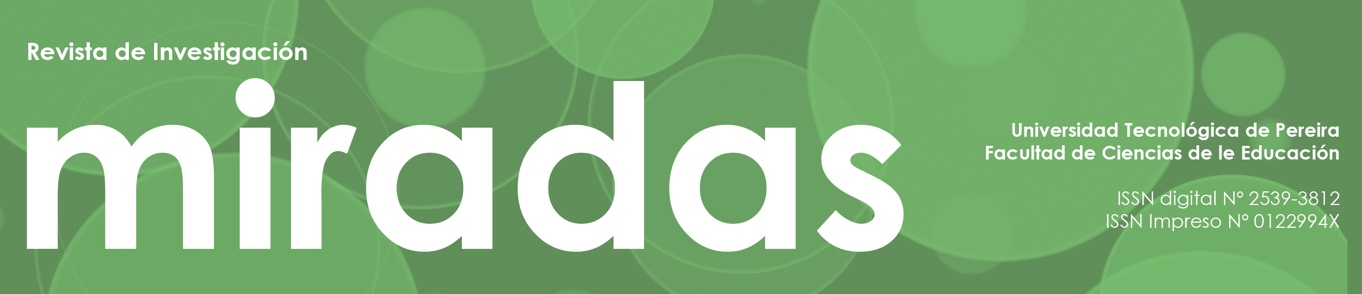 Revista de Investigación
miradas
Universidad Tecnológica de Pereira
Facultad de Ciencias de le Educación
ISSN digital N° 2539-3812
ISSN Impreso N° 0122994X